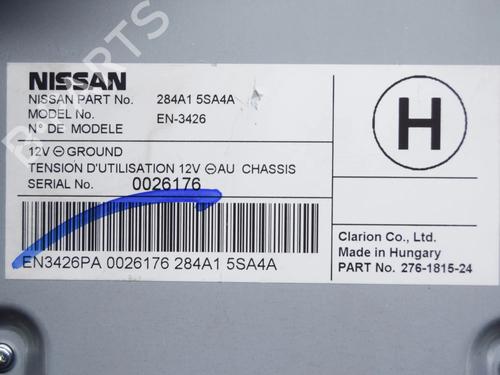 NISSAN
NISSAN PART No. 284A1 5SA4A
MODEL No. EN-3426
N° DE MODELE
12V ⊖ GROUND
TENSION D'UTILISATION 12V ⊖ AU CHASSIS
SERIAL No. 0026176
EN3426PA 0026176 284A1 5SA4A
H
Clarion Co., Ltd.
Made in Hungary
PART No. 276-1815-24
PARTS